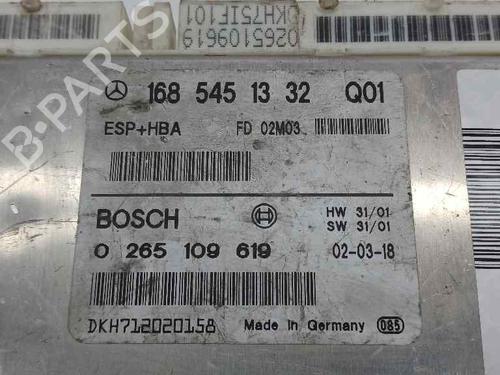 0265109619
DKH75IF101
B-PARTS
168 545 13 32 Q01
ESP+HBA FD 02M03
BOSCH HW 31/01
SW 31/01
0 265 109 619 02-03-18
DKH712020158 Made in Germany 085